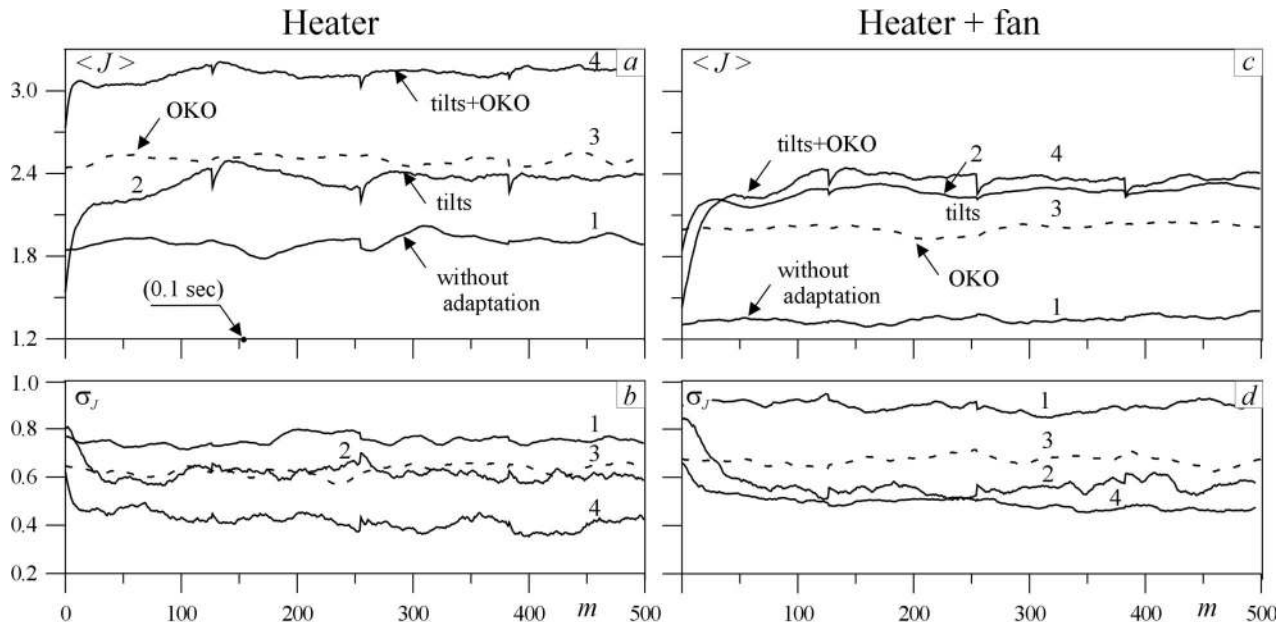 Heater
Heater + fan
< J >
a
3.0
2.4
1.8
1.2
4
tilts+OKO
OKO
3
2
tilts
1
without
adaptation
(0.1 sec)
< J >
c
tilts+OKO
2
4
tilts
3
OKO
without
adaptation
1
σJ
b
1.0
0.8
0.6
0.4
0.2
1
2
3
4
0 100 200 300 400 m 500
σJ
d
1
3
2
4
0 100 200 300 400 m 500